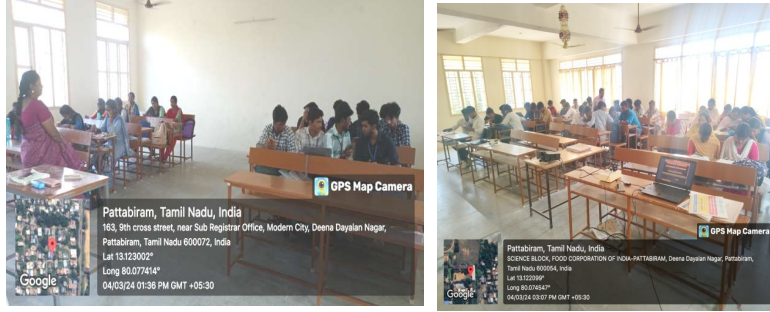 GPS Map Camera
Pattabiram, Tamil Nadu, India
163, 9th cross street, near Sub Registrar Office, Modern City, Deena Dayalan Nagar,
Pattabiram, Tamil Nadu 600072, India
Lat 13.123002°
Long 80.077414°
04/03/24 01:36 PM GMT +05:30
Google
GPS Map Camera
Pattabiram, Tamil Nadu, India
SCIENCE BLOCK, FOOD CORPORATION OF INDIA-PATTABIRAM, Deena Dayalan Nagar, Pattabiram,
Tamil Nadu 600054, India
Lat 13.122099°
Long 80.074547°
04/03/24 03:07 PM GMT +05:30
Google